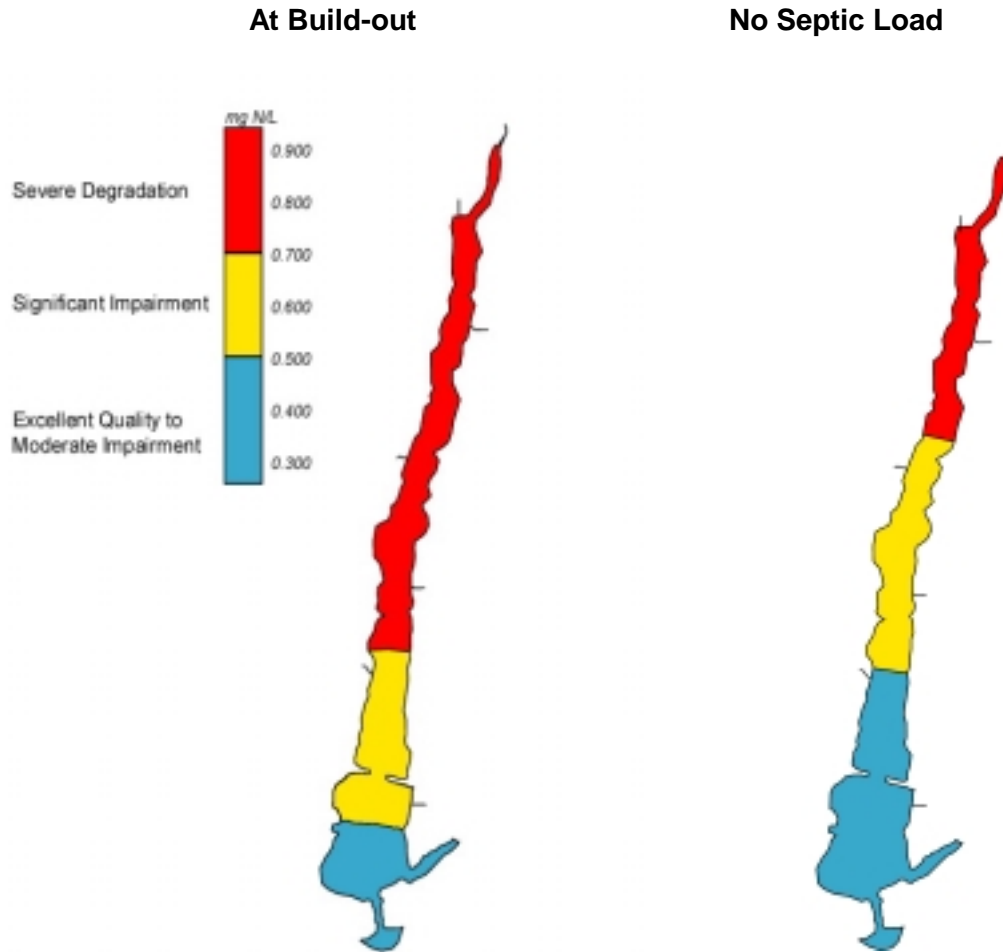 At Build-out
No Septic Load
mg N/L
0.900
Severe Degradation
0.800
0.700
Significant Impairment
0.600
0.500
0.400
Excellent Quality to
Moderate Impairment
0.300